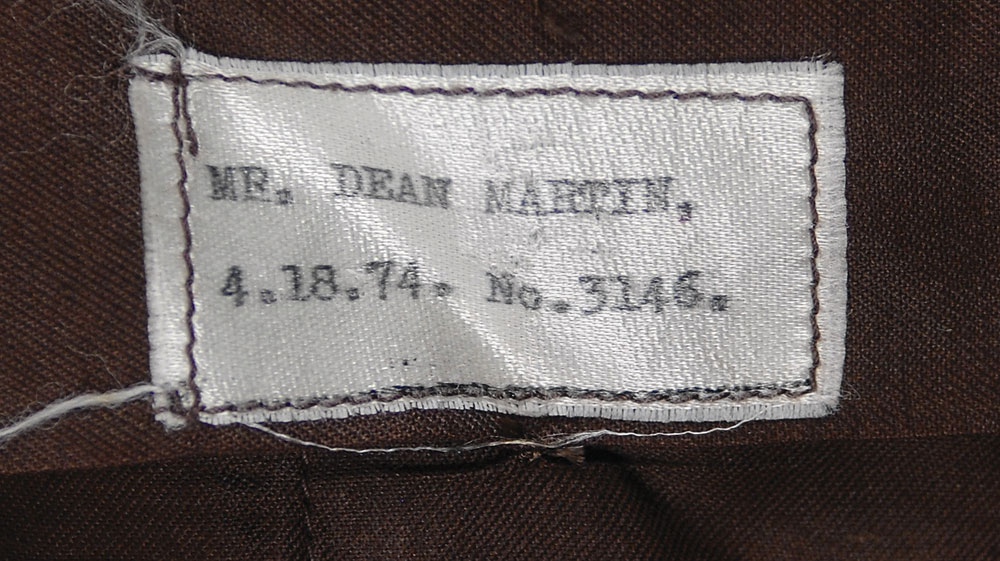 MR. DEAN MARTIN,
4.18.74. No.3146.